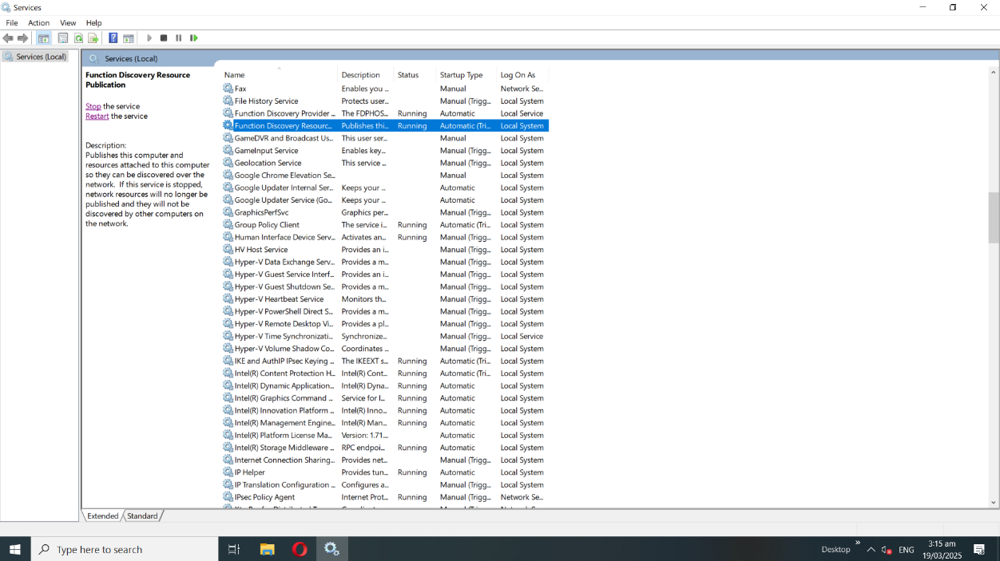 Services
File Action View Help
Services (Local)
Services (Local)
Function Discovery Resource
Publication
Stop the service
Restart the service
Description:
Publishes this computer and
resources attached to this computer
so they can be discovered over the
network. If this service is stopped,
network resources will no longer be
published and they will not be
discovered by other computers on
the network.
Name Description Status Startup Type Log On As
Fax Enables you ... Manual Network Se...
File History Service Protects user... Manual (Trigg... Local System
Function Discovery Provider ... The FDPHOS... Running Automatic Local Service
Function Discovery Resourc... Publishes thi... Running Automatic (Tri... Local System
GameDVR and Broadcast Us... This user ser... Manual Local System
GameInput Service Enables key... Manual (Trigg... Local System
Geolocation Service This service ... Manual (Trigg... Local System
Google Chrome Elevation Se... Manual Local System
Google Updater Internal Ser... Keeps your ... Automatic Local System
Google Updater Service (Go... Keeps your ... Automatic Local System
GraphicsPerfSvc Graphics per... Manual (Trigg... Local System
Group Policy Client The service i... Running Automatic (Tri... Local System
Human Interface Device Serv... Activates an... Running Manual (Trigg... Local System
HV Host Service Provides an i... Manual (Trigg... Local System
Hyper-V Data Exchange Serv... Provides a m... Manual (Trigg... Local System
Hyper-V Guest Service Interf... Provides an i... Manual (Trigg... Local System
Hyper-V Guest Shutdown Se... Provides a m... Manual (Trigg... Local System
Hyper-V Heartbeat Service Monitors th... Manual (Trigg... Local System
Hyper-V PowerShell Direct S... Provides a m... Manual (Trigg... Local System
Hyper-V Remote Desktop Vi... Provides a pl... Manual (Trigg... Local System
Hyper-V Time Synchronizati... Synchronize... Manual (Trigg... Local Service
Hyper-V Volume Shadow Co... Coordinates ... Manual (Trigg... Local System
IKE and AuthIP IPsec Keying ... The IKEEXT s... Running Automatic (Tri... Local System
Intel(R) Content Protection H... Intel(R) Cont... Running Automatic (Tri... Local System
Intel(R) Dynamic Application... Intel(R) Dyna... Running Automatic Local System
Intel(R) Graphics Command ... Service for I... Running Automatic Local System
Intel(R) Innovation Platform ... Intel(R) Inno... Running Automatic Local System
Intel(R) Management Engine... Intel(R) Man... Running Automatic Local System
Intel(R) Platform License Ma... Version: 1.71.... Automatic Local System
Intel(R) Storage Middleware ... RPC endpoi... Running Automatic Local System
Internet Connection Sharing... Provides net... Manual (Trigg... Local System
IP Helper Provides tun... Running Automatic Local System
IP Translation Configuration ... Configures a... Manual (Trigg... Local System
IPsec Policy Agent Internet Prot... Running Manual (Trigg... Network Se...
Extended Standard
Type here to search
Desktop » ENG 3:15 am
19/03/2025